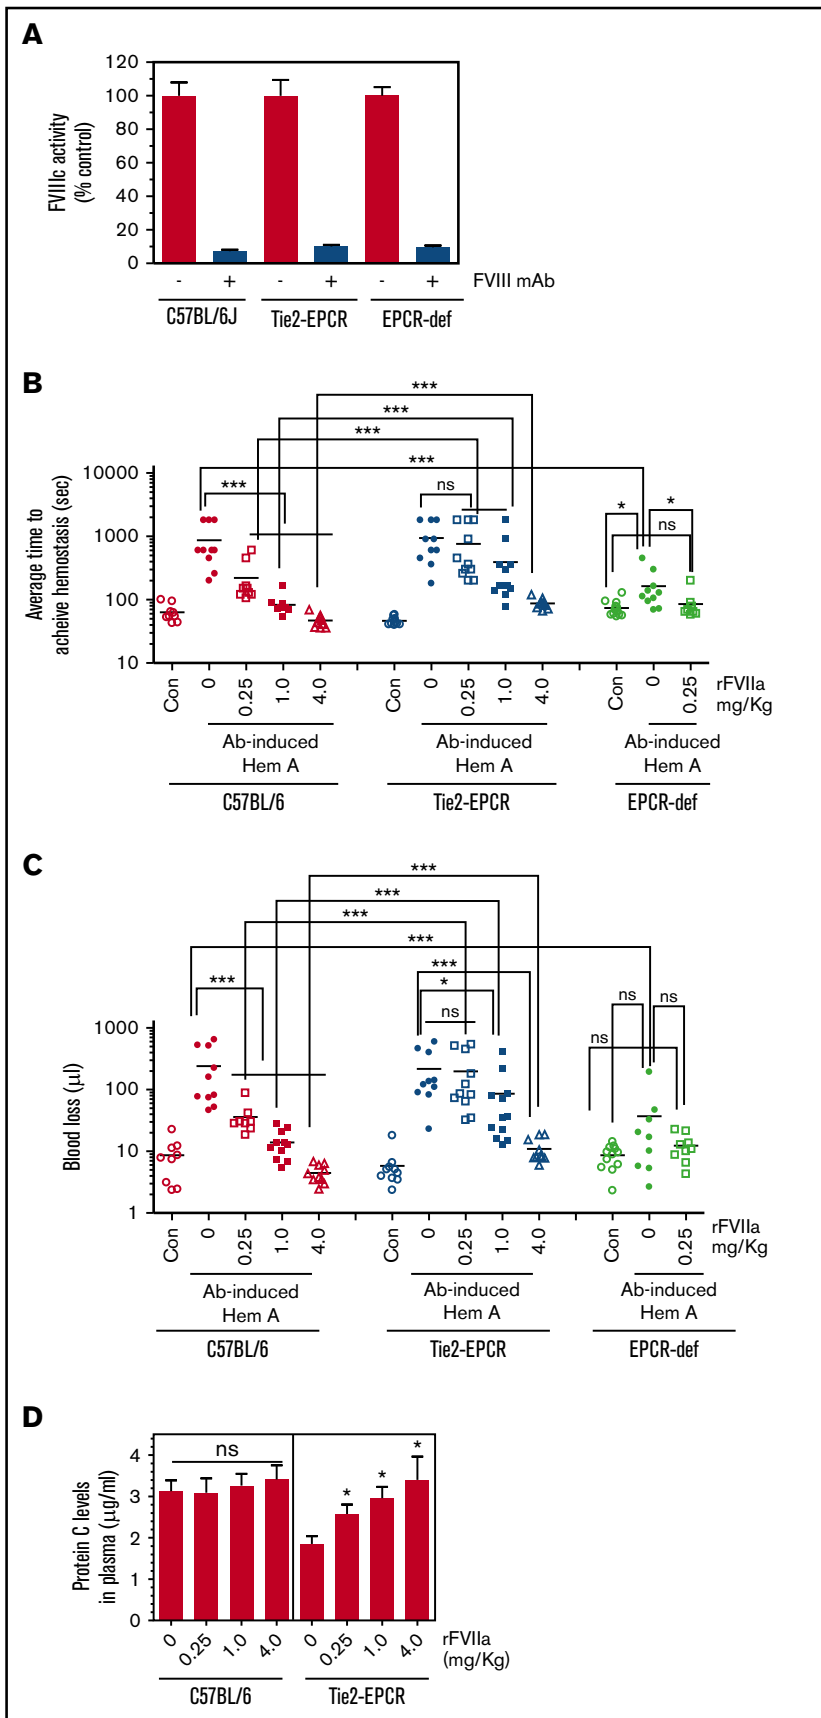 A
FVIIIc activity
(% control)
120
100
80
60
40
20
0
- + - + - + FVIII mAb
C57BL/6J Tie2-EPCR EPCR-def
B
Average time to
acheive hemostasis (sec)
***
***
***
***
*** ns * * ns
10000
1000
100
10
Con 0 0.25 1.0 4.0 Con 0 0.25 1.0 4.0 Con 0 0.25 rFVIIa
mg/Kg
Ab-induced Ab-induced Ab-induced
Hem A Hem A Hem A
C57BL/6 Tie2-EPCR EPCR-def
C
Blood loss (µl)
***
***
***
***
*** *** * ns ns ns ns
1000
100
10
1
Con 0 0.25 1.0 4.0 Con 0 0.25 1.0 4.0 Con 0 0.25 rFVIIa
mg/Kg
Ab-induced Ab-induced Ab-induced
Hem A Hem A Hem A
C57BL/6 Tie2-EPCR EPCR-def
D
Protein C levels
in plasma (µg/ml)
4
3
2
1
0
ns * * *
0 0.25 1.0 4.0 0 0.25 1.0 4.0 rFVIIa
(mg/Kg)
C57BL/6 Tie2-EPCR